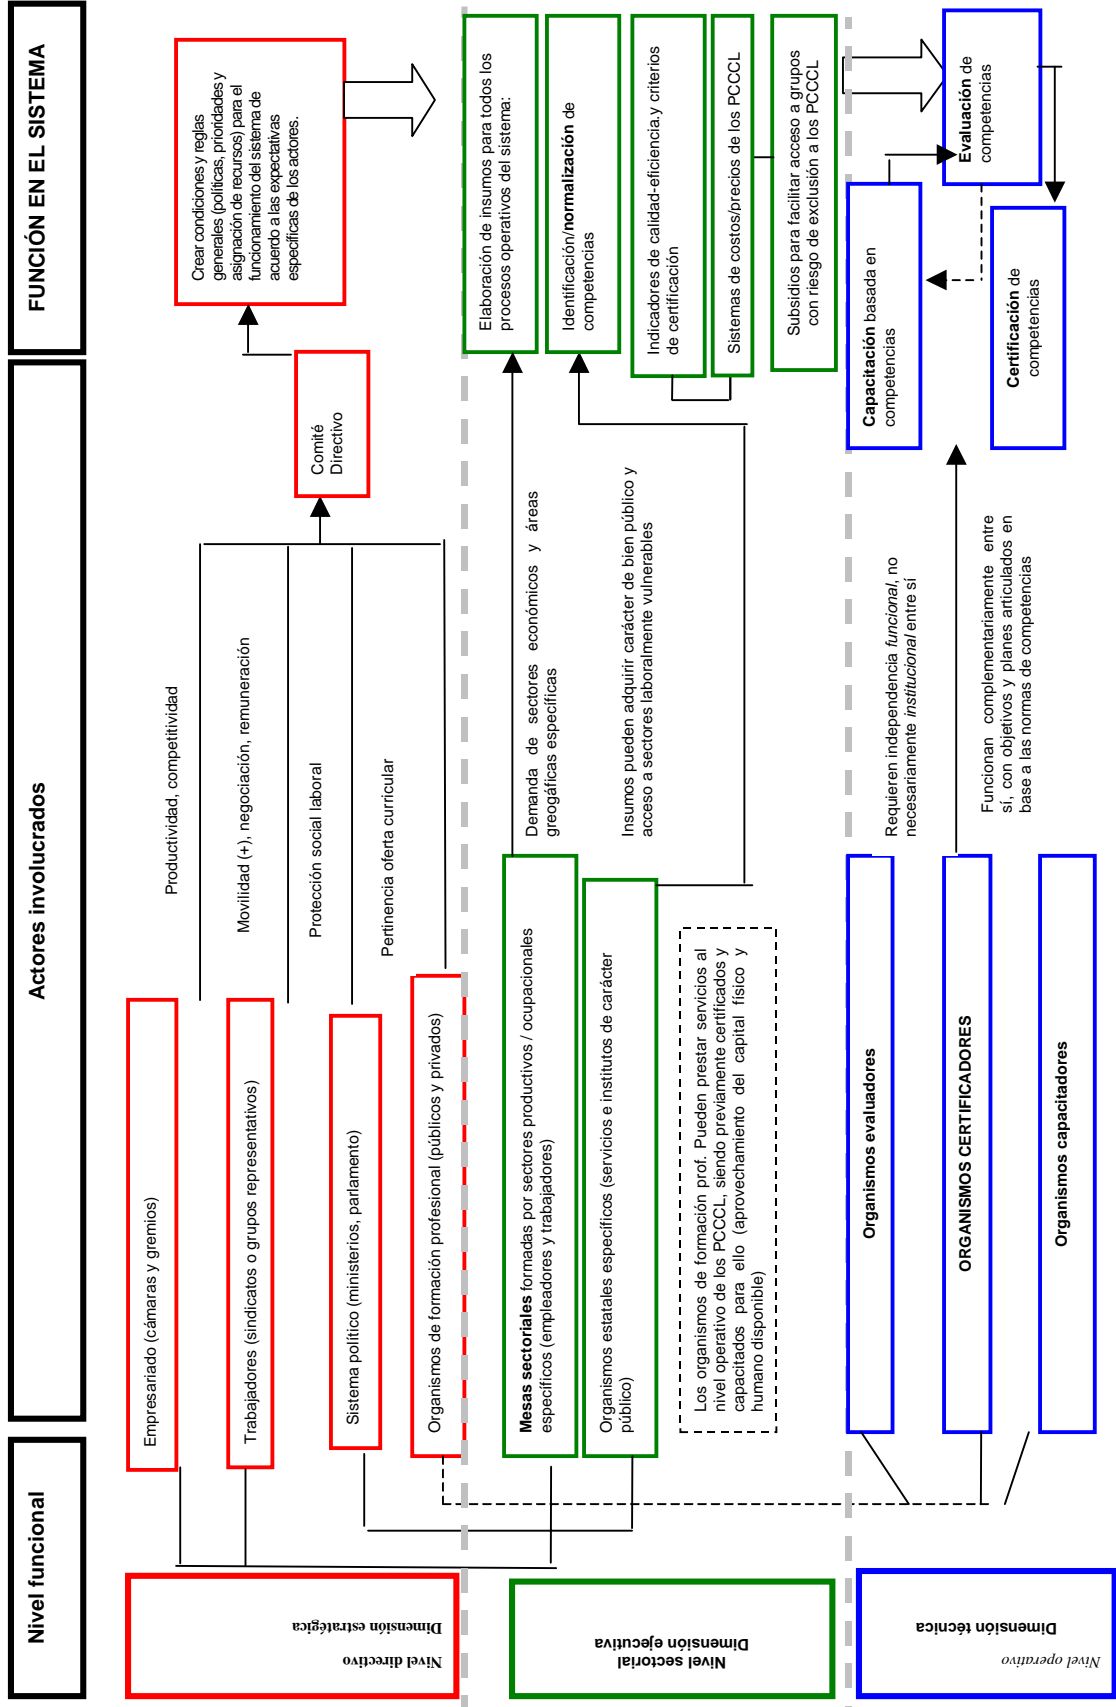 Nivel funcional
Actores involucrados
FUNCIÓN EN EL SISTEMA
Nivel directivo
Dimensión estratégica
Empresariado (cámaras y gremios)
Trabajadores (sindicatos o grupos representativos)
Sistema político (ministerios, parlamento)
Organismos de formación profesional (públicos y privados)
Productividad, competitividad
Movilidad (+), negociación, remuneración
Protección social laboral
Pertinencia oferta curricular
Comité
Directivo
Crear condiciones y reglas
generales (políticas, prioridades y
asignación de recursos) para el
funcionamiento del sistema de
acuerdo a las expectativas
específicas de los actores.
Nivel sectorial
Dimensión ejecutiva
Mesas sectoriales formadas por sectores productivos / ocupacionales
específicos (empleadores y trabajadores)
Organismos estatales específicos (servicios e institutos de carácter
público)
Los organismos de formación prof. Pueden prestar servicios al
nivel operativo de los PCCCL, siendo previamente certificados y
capacitados para ello (aprovechamiento del capital físico y
humano disponible)
Demanda de sectores económicos y áreas
greogáficas específicas
Insumos pueden adquirir carácter de bien público y
acceso a sectores laboralmente vulnerables
Elaboración de insumos para todos los
procesos operativos del sistema:
Identificación/normalización de
competencias
Indicadores de calidad-eficiencia.y criterios
de certificación
Sistemas de costos/precios de los PCCCL
Subsidios para facilitar acceso a grupos
con riesgo de exclusión a los PCCCL
Nivel operativo
Dimensión técnica
Organismos evaluadores
ORGANISMOS CERTIFICADORES
Organismos capacitadores
Requieren independencia funcional, no
necesariamente institucional entre sí
Funcionan complementariamente entre
sí, con objetivos y planes articulados en
base a las normas de competencias
Capacitación basada en
competencias
Evaluación de
competencias
Certificación de
competencias